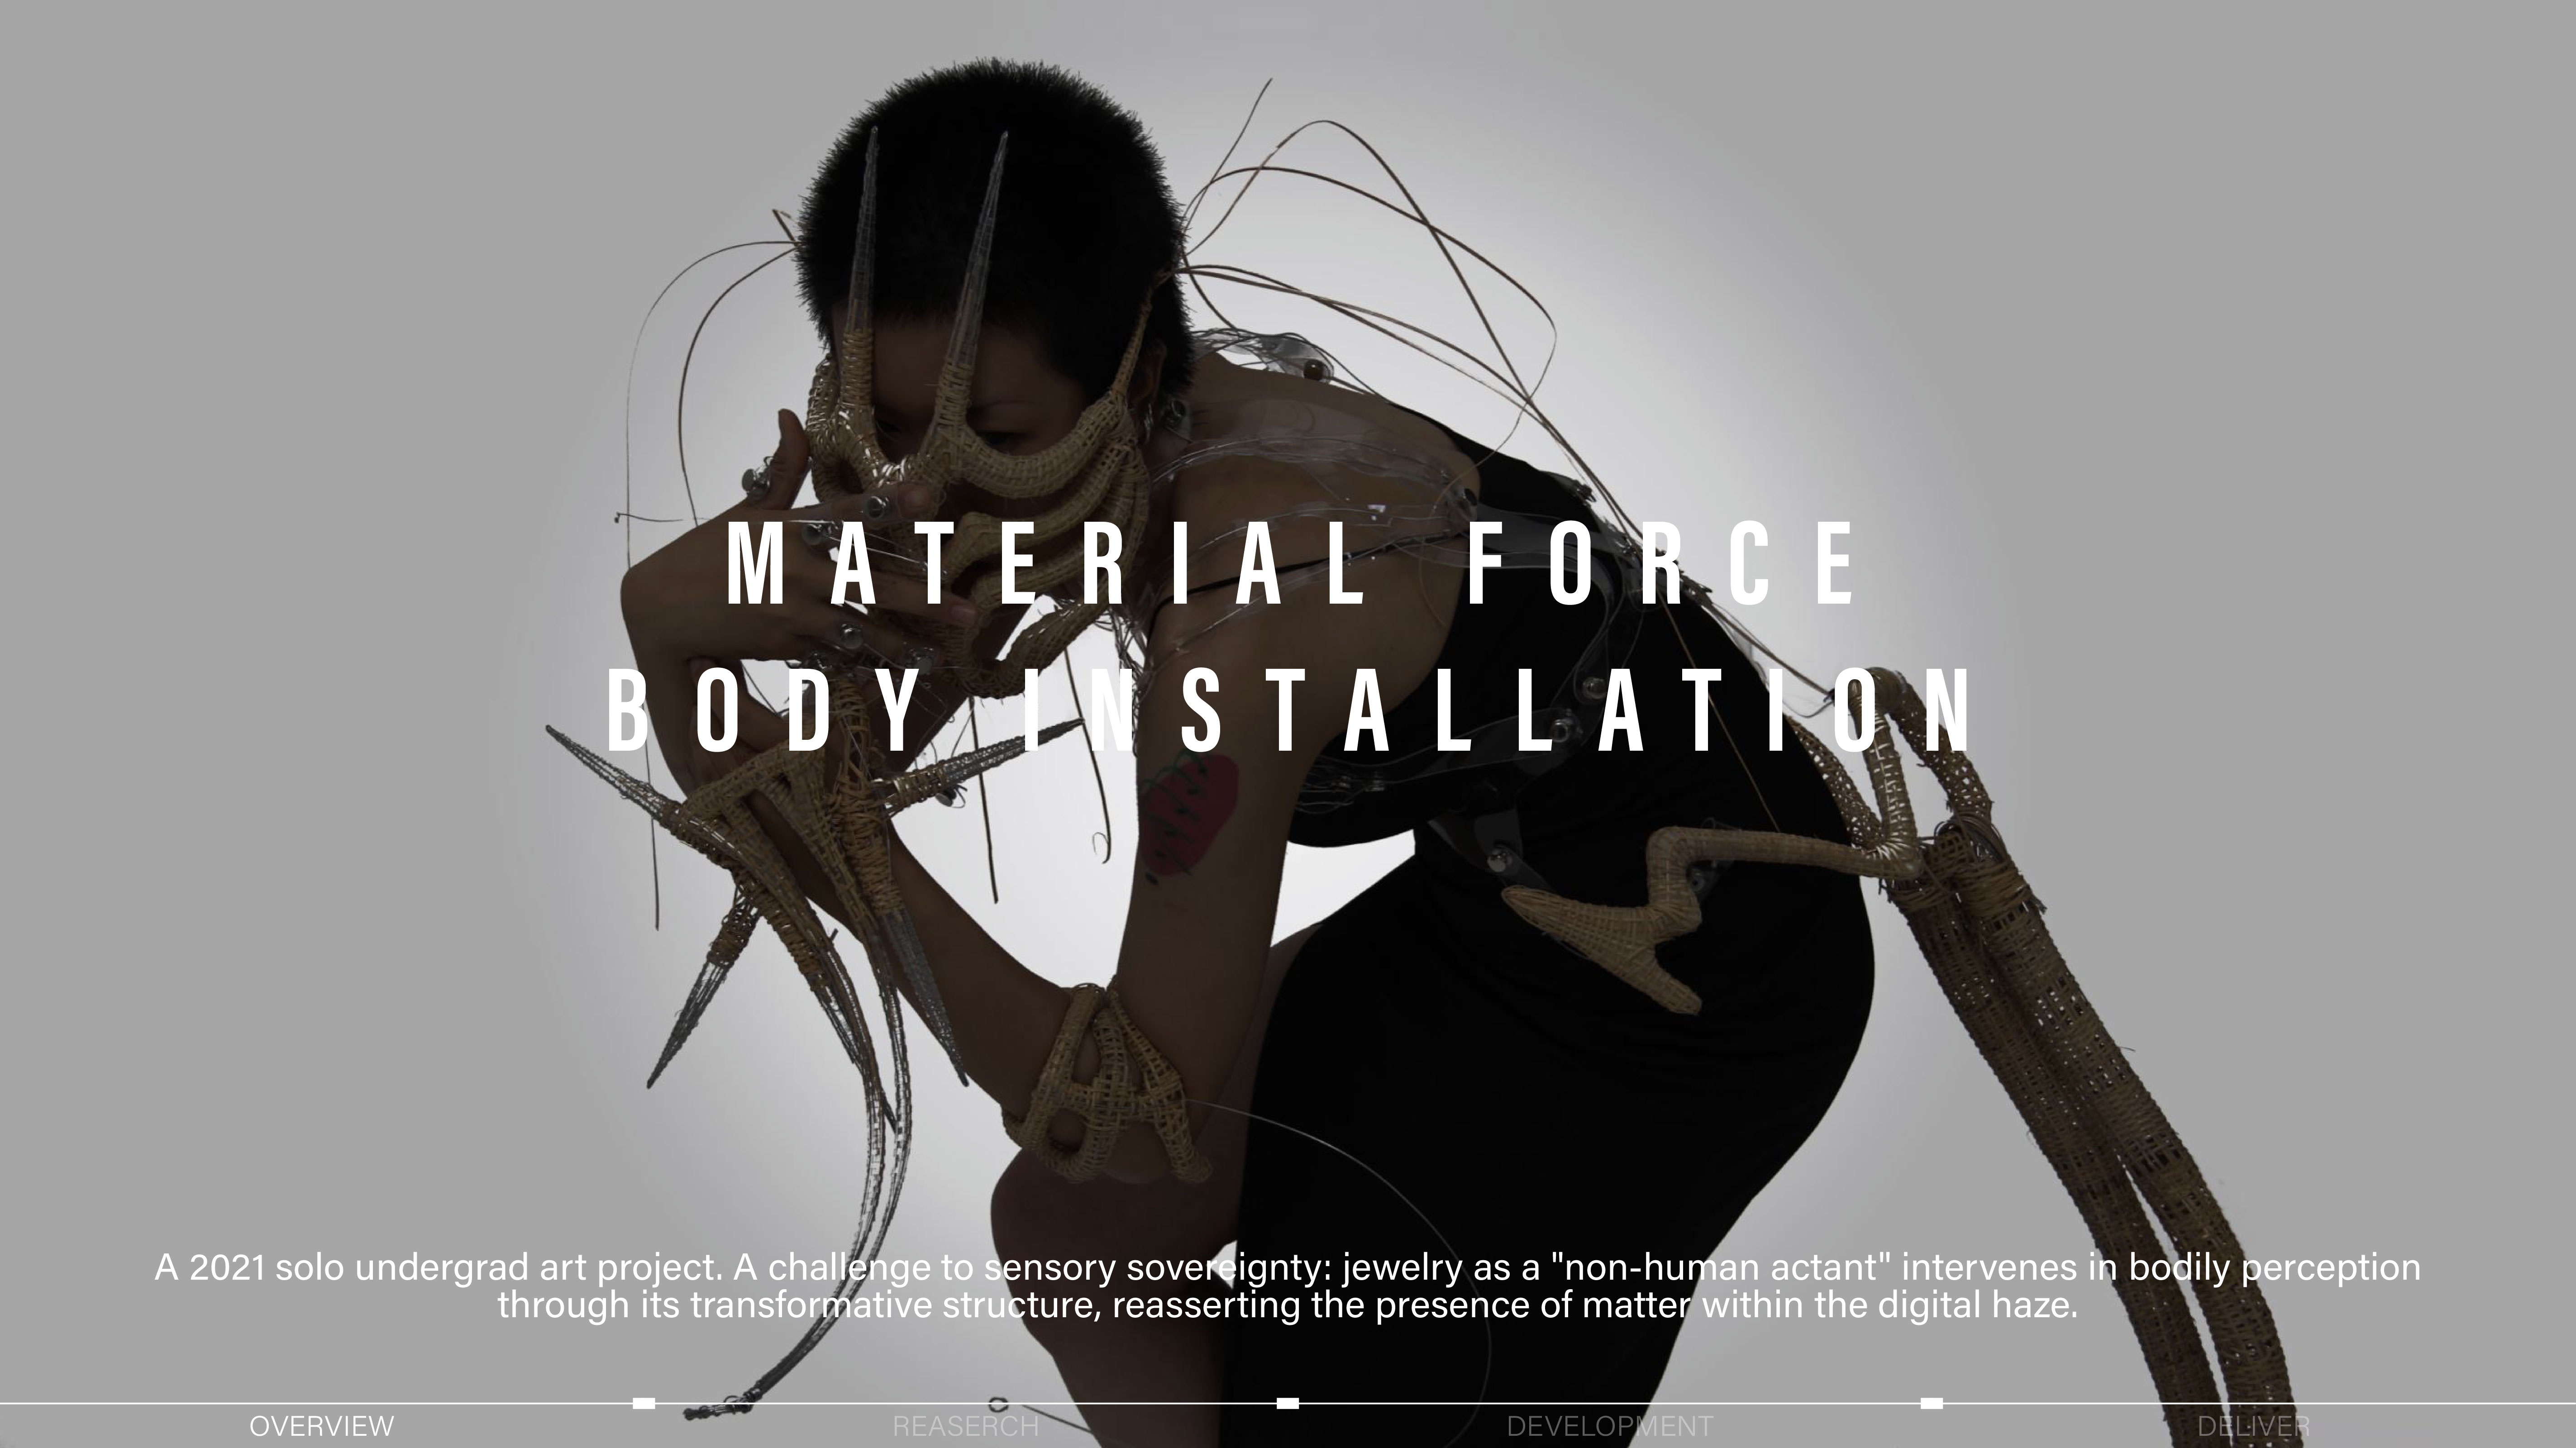 MATERIAL FORCE
BODY INSTALLATION
A 2021 solo undergrad art project. A challenge to sensory sovereignty: jewelry as a "non-human actant" intervenes in bodily perception
through its transformative structure, reasserting the presence of matter within the digital haze.
OVERVIEW REASERCH DEVELOPMENT DELIVER